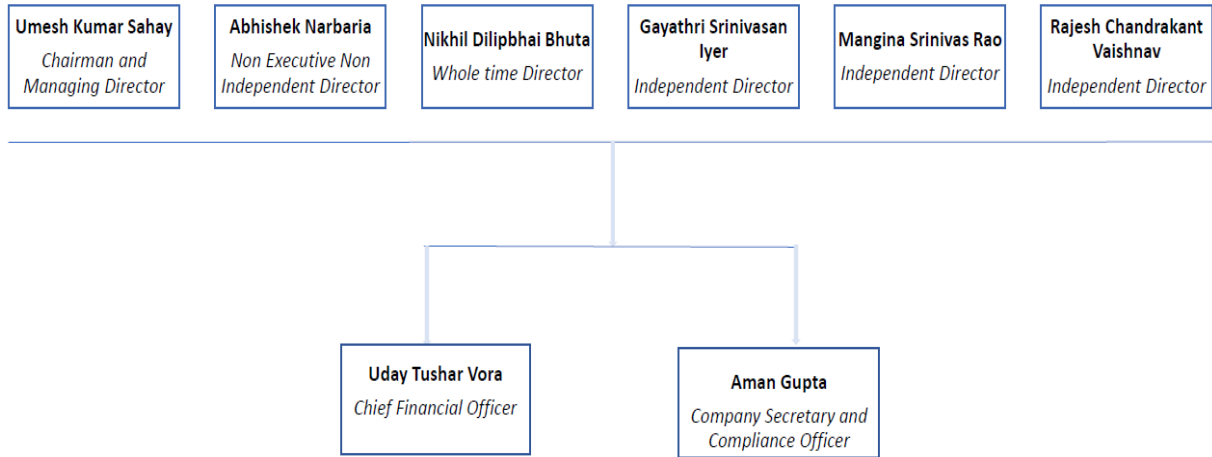 Umesh Kumar Sahay
Chairman and
Managing Director
Abhishek Narbaria
Non Executive Non
Independent Director
Nikhil Dilipbhai Bhuta
Whole time Director
Gayathri Srinivasan
Iyer
Independent Director
Mangina Srinivas Rao
Independent Director
Rajesh Chandrakant
Vaishnav
Independent Director
Uday Tushar Vora
Chief Financial Officer
Aman Gupta
Company Secretary and
Compliance Officer